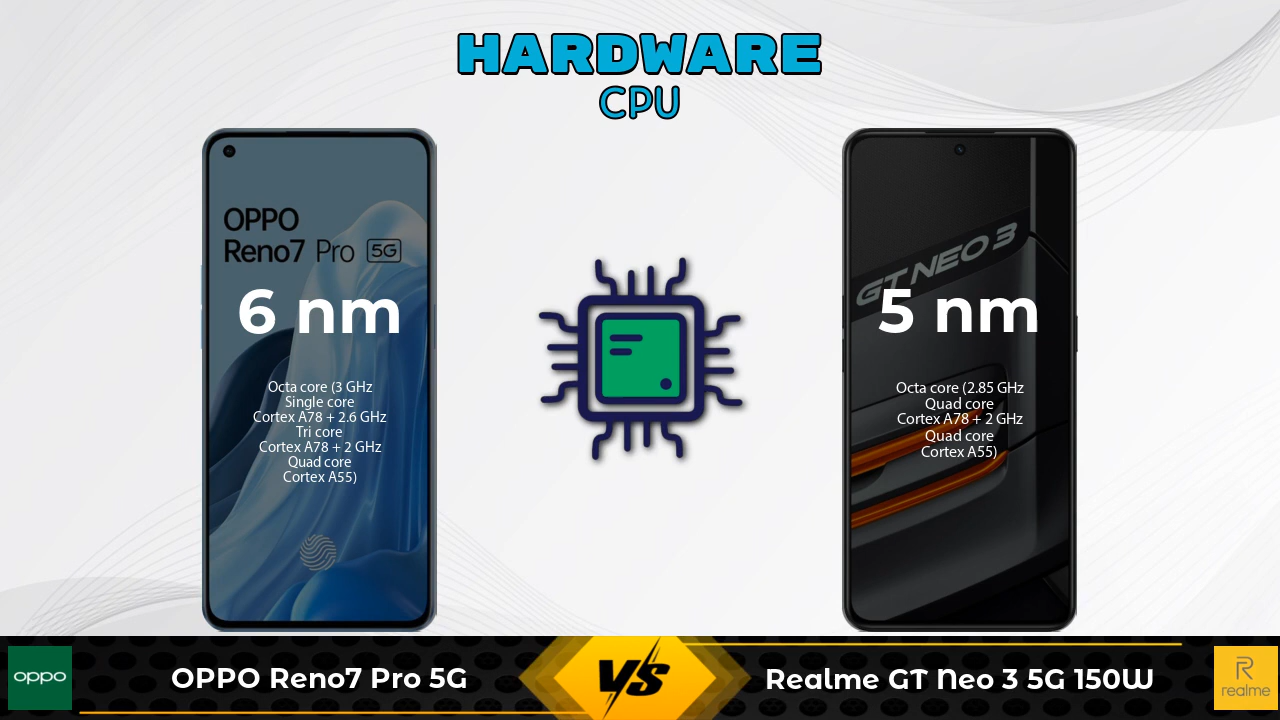 HARDWARE
CPU
OPPO
Reno7 Pro 5G
6 nm
Octa core (3 GHz
Single core
Cortex A78 + 2.6 GHz
Tri core
Cortex A78 + 2 GHz
Quad core
Cortex A55)
GT NEO 3
5 nm
Octa core (2.85 GHz
Quad core
Cortex A78 + 2 GHz
Quad core
Cortex A55)
oppo
OPPO Reno7 Pro 5G
VS
Realme GT Neo 3 5G 150W
R
realme